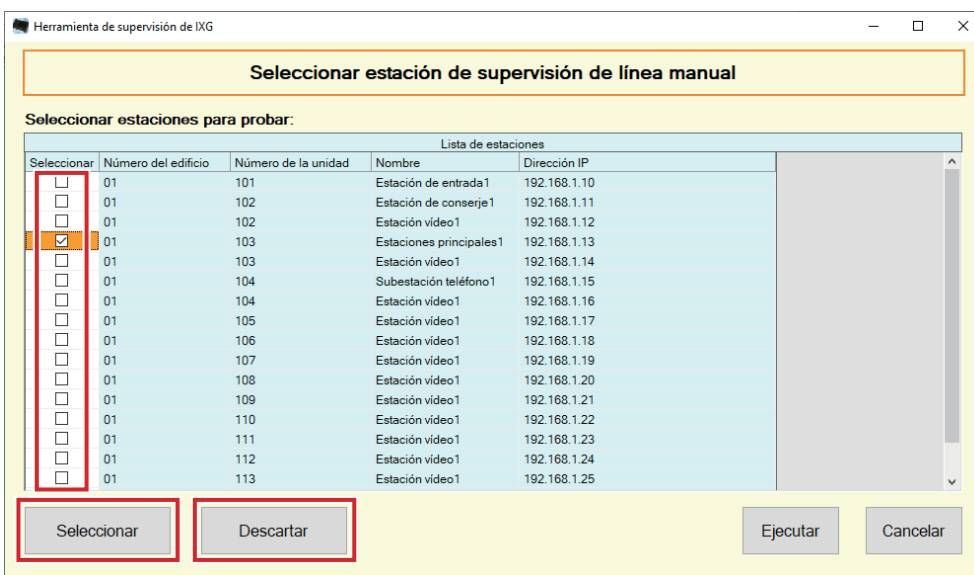 Herramienta de supervisión de IXG
Seleccionar estación de supervisión de línea manual
Seleccionar estaciones para probar:
Lista de estaciones
Seleccionar Número del edificio Número de la unidad Nombre Dirección IP
01 101 Estación de entrada1 192.168.1.10
01 102 Estación de conserje1 192.168.1.11
01 102 Estación vídeo1 192.168.1.12
01 103 Estaciones principales1 192.168.1.13
01 103 Estación vídeo1 192.168.1.14
01 104 Subestación teléfono1 192.168.1.15
01 104 Estación vídeo1 192.168.1.16
01 105 Estación vídeo1 192.168.1.17
01 106 Estación vídeo1 192.168.1.18
01 107 Estación vídeo1 192.168.1.19
01 108 Estación vídeo1 192.168.1.20
01 109 Estación vídeo1 192.168.1.21
01 110 Estación vídeo1 192.168.1.22
01 111 Estación vídeo1 192.168.1.23
01 112 Estación vídeo1 192.168.1.24
01 113 Estación vídeo1 192.168.1.25
Seleccionar Descartar Ejecutar Cancelar